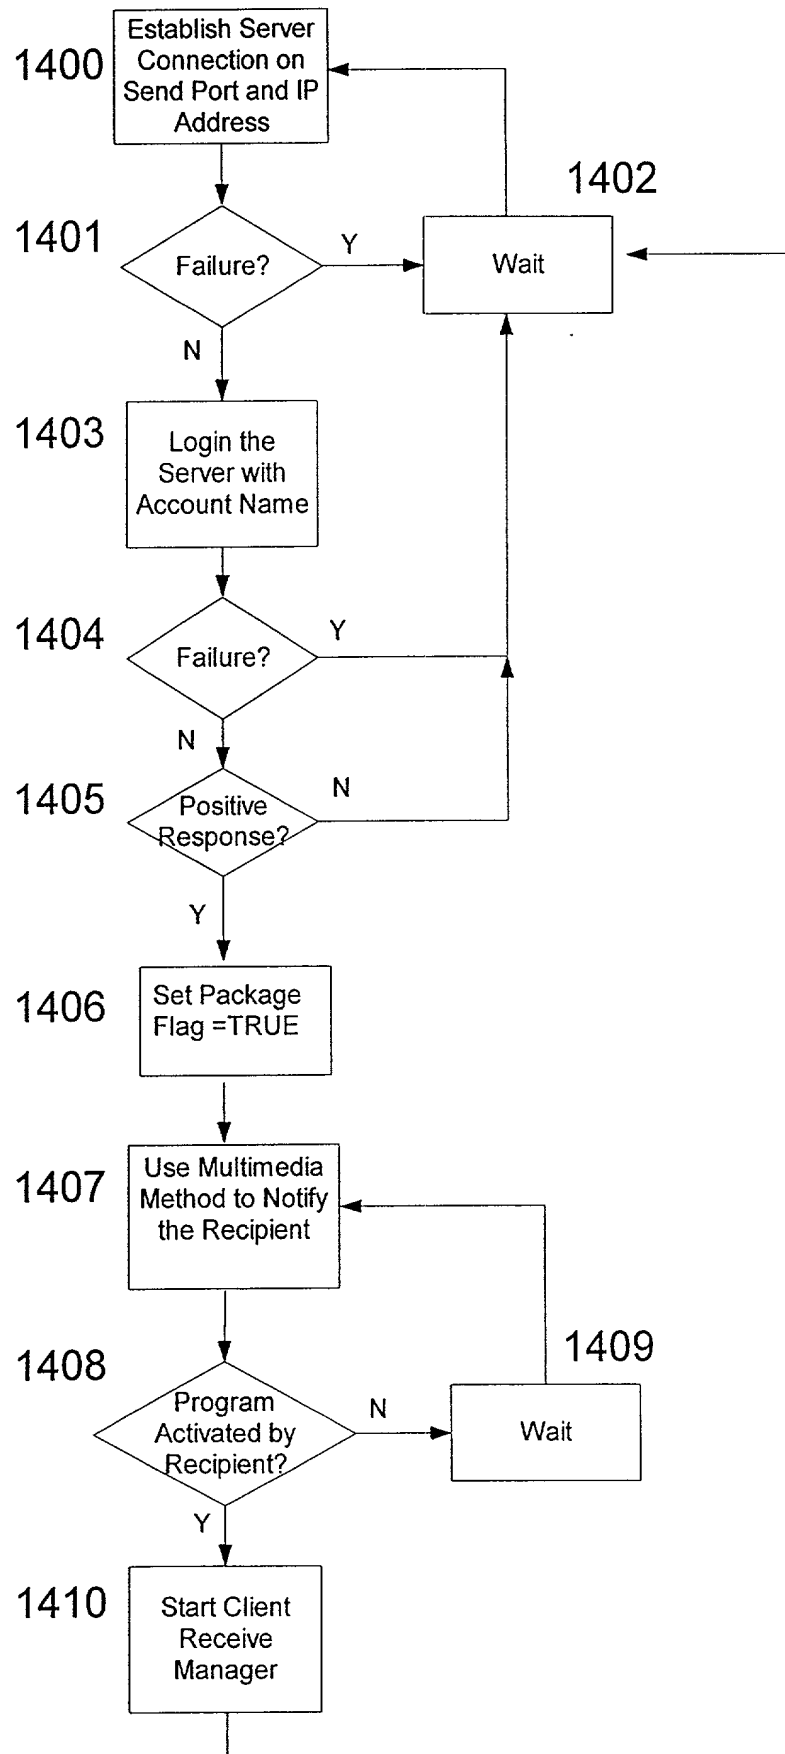 1400
Establish Server
Connection on
Send Port and IP
Address
1402
1401
Failure?
Y
Wait
N
1403
Login the
Server with
Account Name
1404
Failure?
Y
N
1405
Positive
Response?
N
Y
1406
Set Package
Flag =TRUE
1407
Use Multimedia
Method to Notify
the Recipient
1409
1408
Program
Activated by
Recipient?
N
Wait
Y
1410
Start Client
Receive
Manager